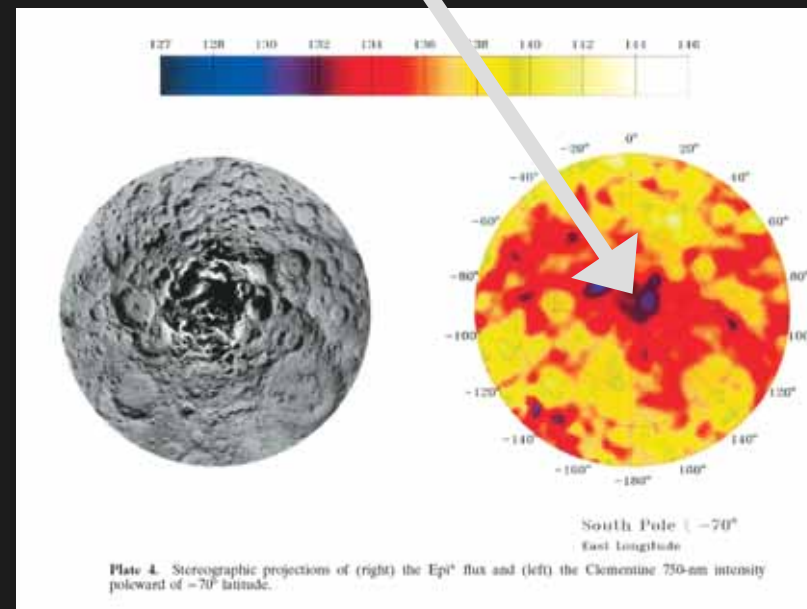 127 128 130 132 134 136 138 140 142 144 146
0°
-20° 20°
-40° 40°
-60° 60°
-80° 80°
-100° 100
-120° 120°
-140° 140°
-160° 160°
-180°
South Pole ( -70°
East Longitude
Plate 4. Stereographic projections of (right) the Epi* flux and (left) the Clementine 750-nm intensity
poleward of -70° latitude.